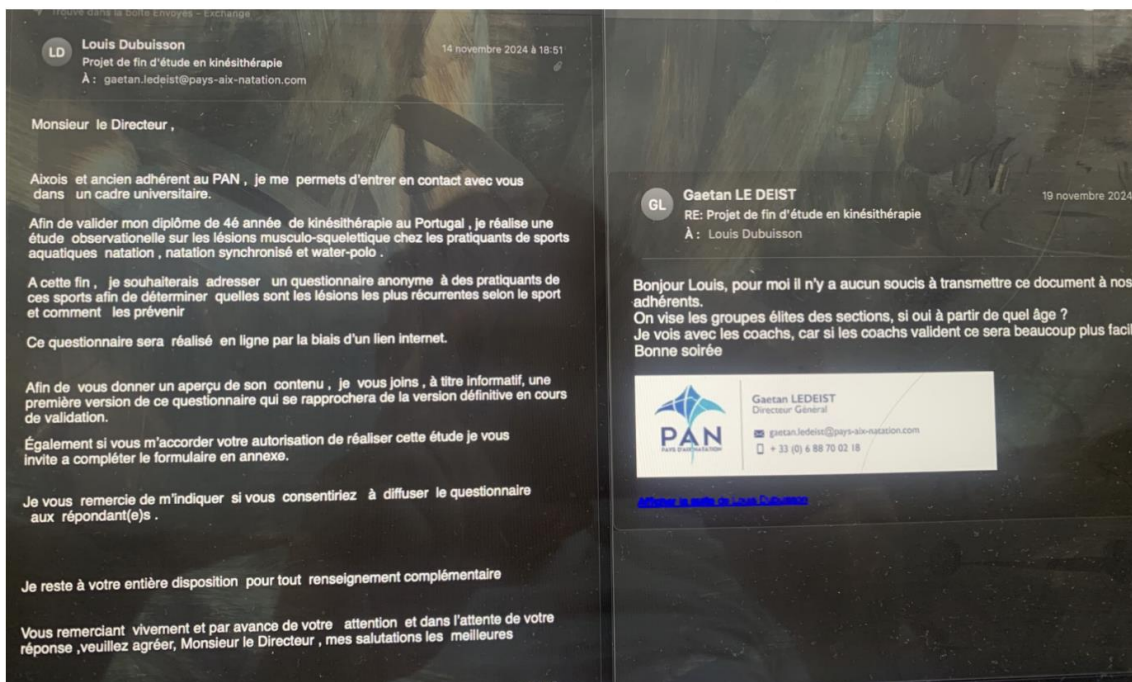 Trouvé dans la boîte Envoyés - Exchange
LD
Louis Dubuisson
14 novembre 2024 à 18:51
Projet de fin d'étude en kinésithérapie
À : gaetan.ledeist@pays-aix-natation.com
Monsieur le Directeur ,
Aixois et ancien adhérent au PAN , je me permets d'entrer en contact avec vous
dans un cadre universitaire.
Afin de valider mon diplôme de 4é année de kinésithérapie au Portugal , je réalise une
étude observationelle sur les lésions musculo-squelettique chez les pratiquants de sports
aquatiques natation , natation synchronisé et water-polo .
A cette fin , je souhaiterais adresser un questionnaire anonyme à des pratiquants de
ces sports afin de déterminer quelles sont les lésions les plus récurrentes selon le sport
et comment les prévenir
Ce questionnaire sera réalisé en ligne par la biais d'un lien internet.
Afin de vous donner un aperçu de son contenu , je vous joins , à titre informatif, une
première version de ce questionnaire qui se rapprochera de la version définitive en cours
de validation.
Également si vous m'accorder votre autorisation de réaliser cette étude je vous
invite a compléter le formulaire en annexe.
Je vous remercie de m'indiquer si vous consentiriez à diffuser le questionnaire
aux répondant(e)s .
Je reste à votre entière disposition pour tout renseignement complémentaire
Vous remerciant vivement et par avance de votre attention et dans l'attente de votre
réponse ,veuillez agréer, Monsieur le Directeur , mes salutations les meilleures
GL
Gaetan LE DEIST
19 novembre 2024
RE: Projet de fin d'étude en kinésithérapie
À : Louis Dubuisson
Bonjour Louis, pour moi il n'y a aucun soucis à transmettre ce document à nos
adhérents.
On vise les groupes élites des sections, si oui à partir de quel âge ?
Je vois avec les coachs, car si les coachs valident ce sera beaucoup plus facil
Bonne soirée
PAN
PAYS D'AIX NATATION
Gaetan LEDEIST
Directeur Général
gaetan.ledeist@pays-aix-natation.com
+ 33 (0) 6 88 70 02 18
Afficher la suite de Louis Dubuisson